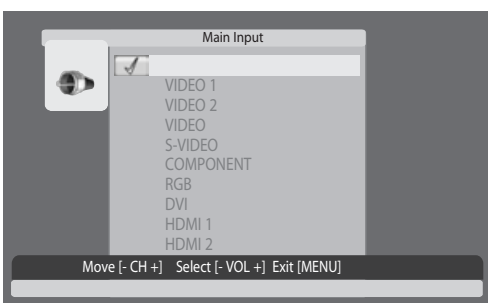 Main Input
VIDEO 1
VIDEO 2
VIDEO
S-VIDEO
COMPONENT
RGB
DVI
HDMI 1
HDMI 2
Move [- CH +] Select [- VOL +] Exit [MENU]